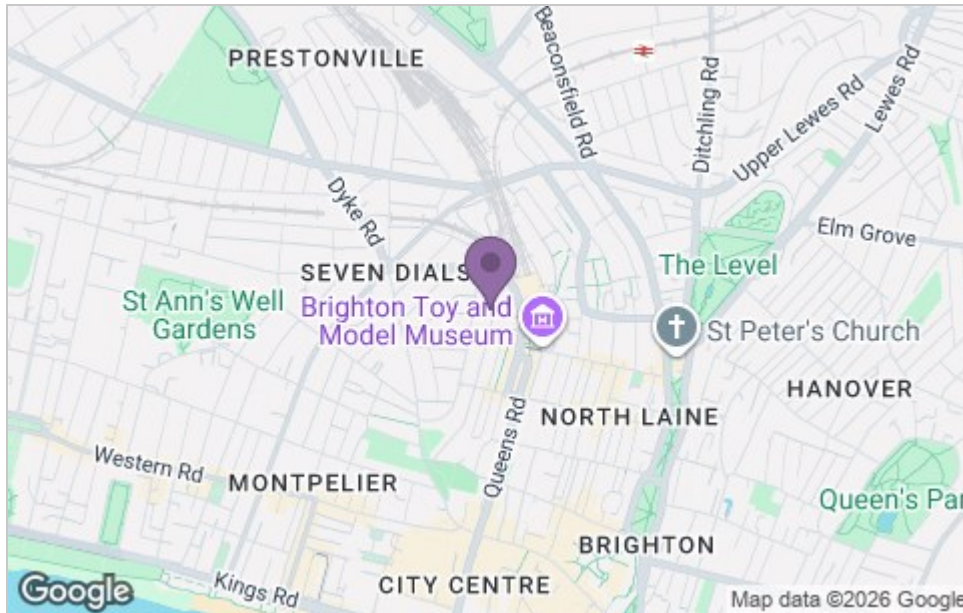 PRESTONVILLE
Beaconsfield Rd
Ditchling Rd
Upper Lewes Rd
Lewes Rd
Dyke Rd
Elm Grove
SEVEN DIALS
The Level
St Ann's Well
Gardens
Brighton Toy and
Model Museum
St Peter's Church
HANOVER
NORTH LAINE
Queens Rd
Western Rd
MONTPELIER
Queen's Par
BRIGHTON
Kings Rd
CITY CENTRE
Google
Map data ©2026 Google